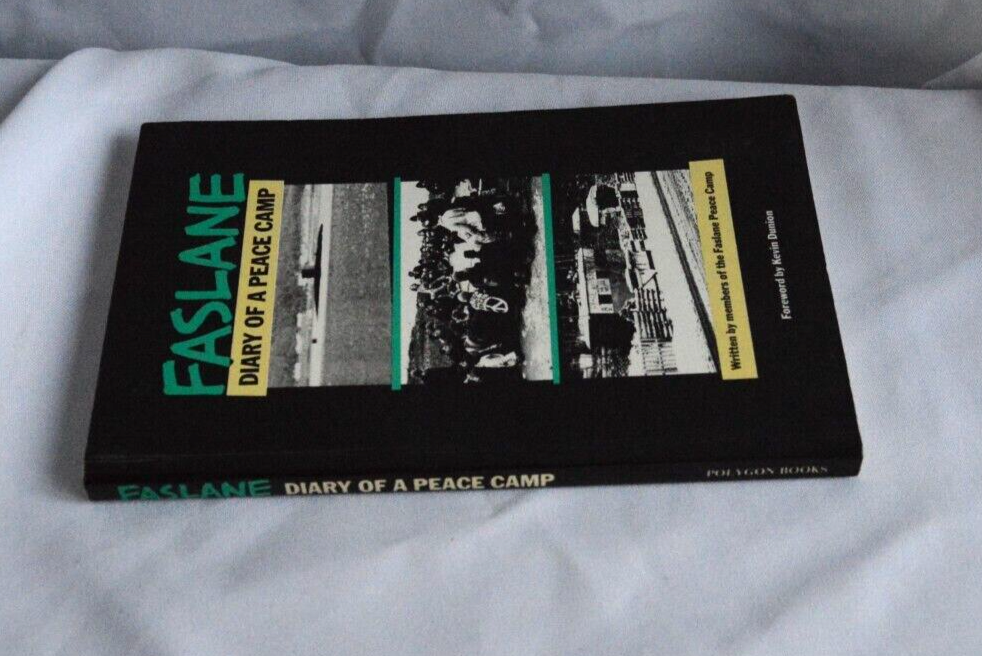 FASLANE
DIARY OF A PEACE CAMP
Written by members of the Faslane Peace Camp
Foreword by Kevin Dunion
FASLANE DIARY OF A PEACE CAMP POLYGON BOOKS